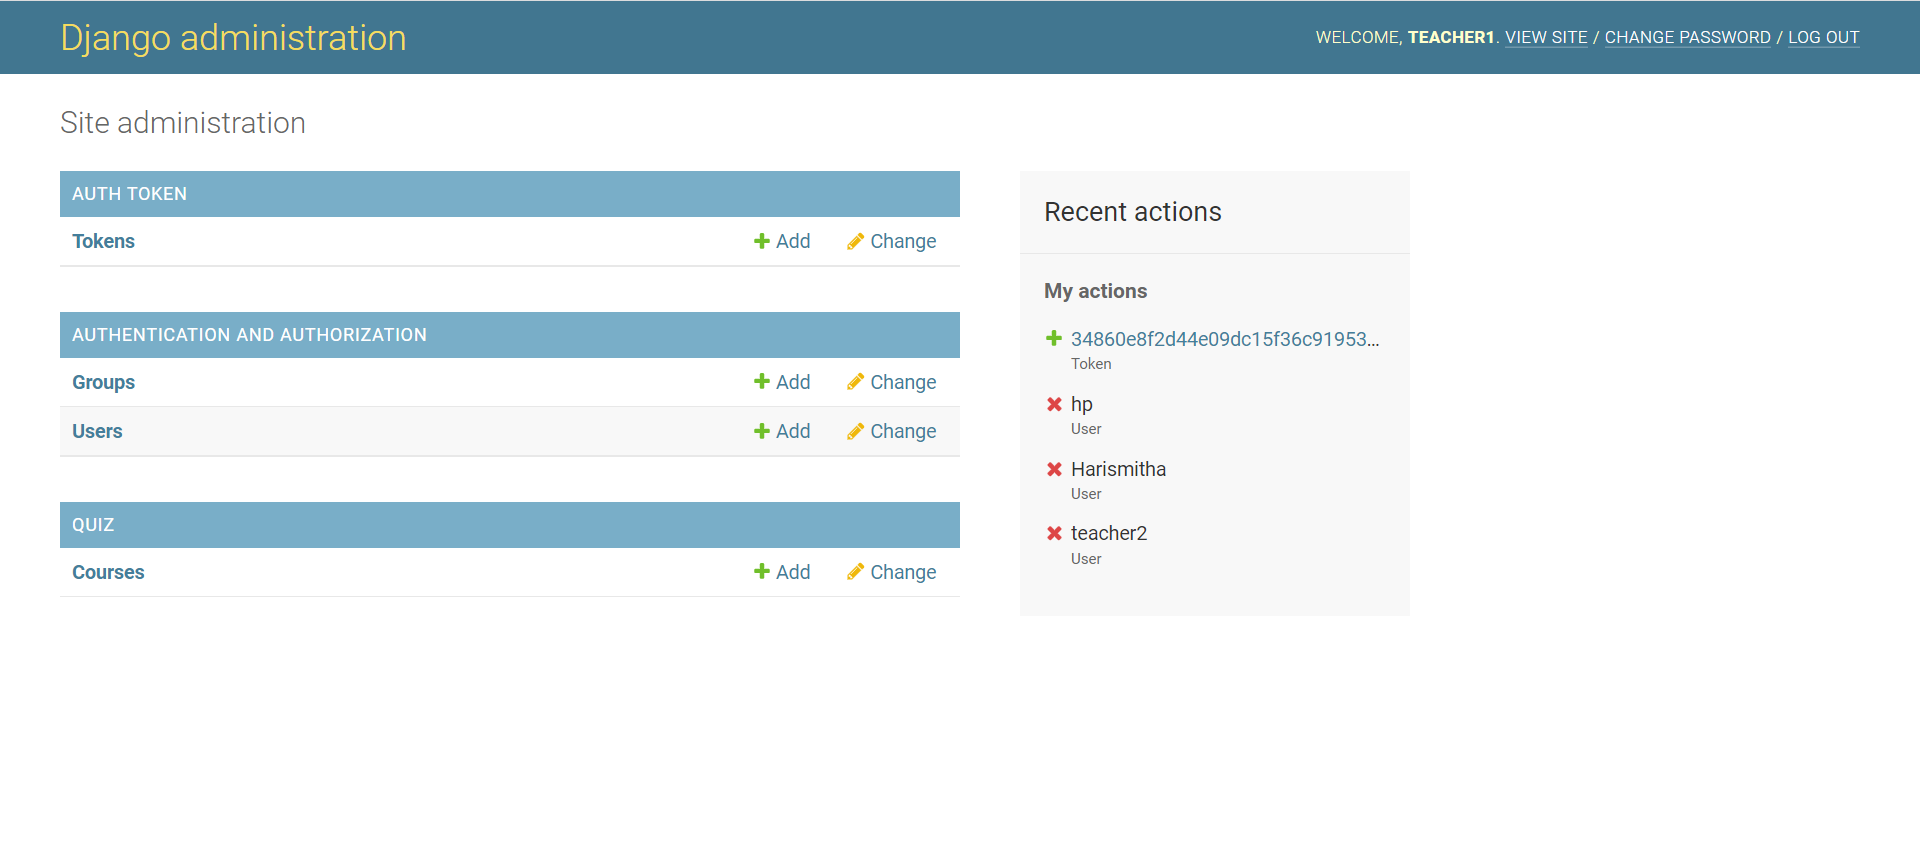 Django administration
WELCOME, TEACHER1. VIEW SITE / CHANGE PASSWORD / LOG OUT
Site administration
AUTH TOKEN
Tokens Add Change
AUTHENTICATION AND AUTHORIZATION
Groups Add Change
Users Add Change
QUIZ
Courses Add Change
Recent actions
My actions
34860e8f2d44e09dc15f36c91953...
Token
hp
User
Harismitha
User
teacher2
User